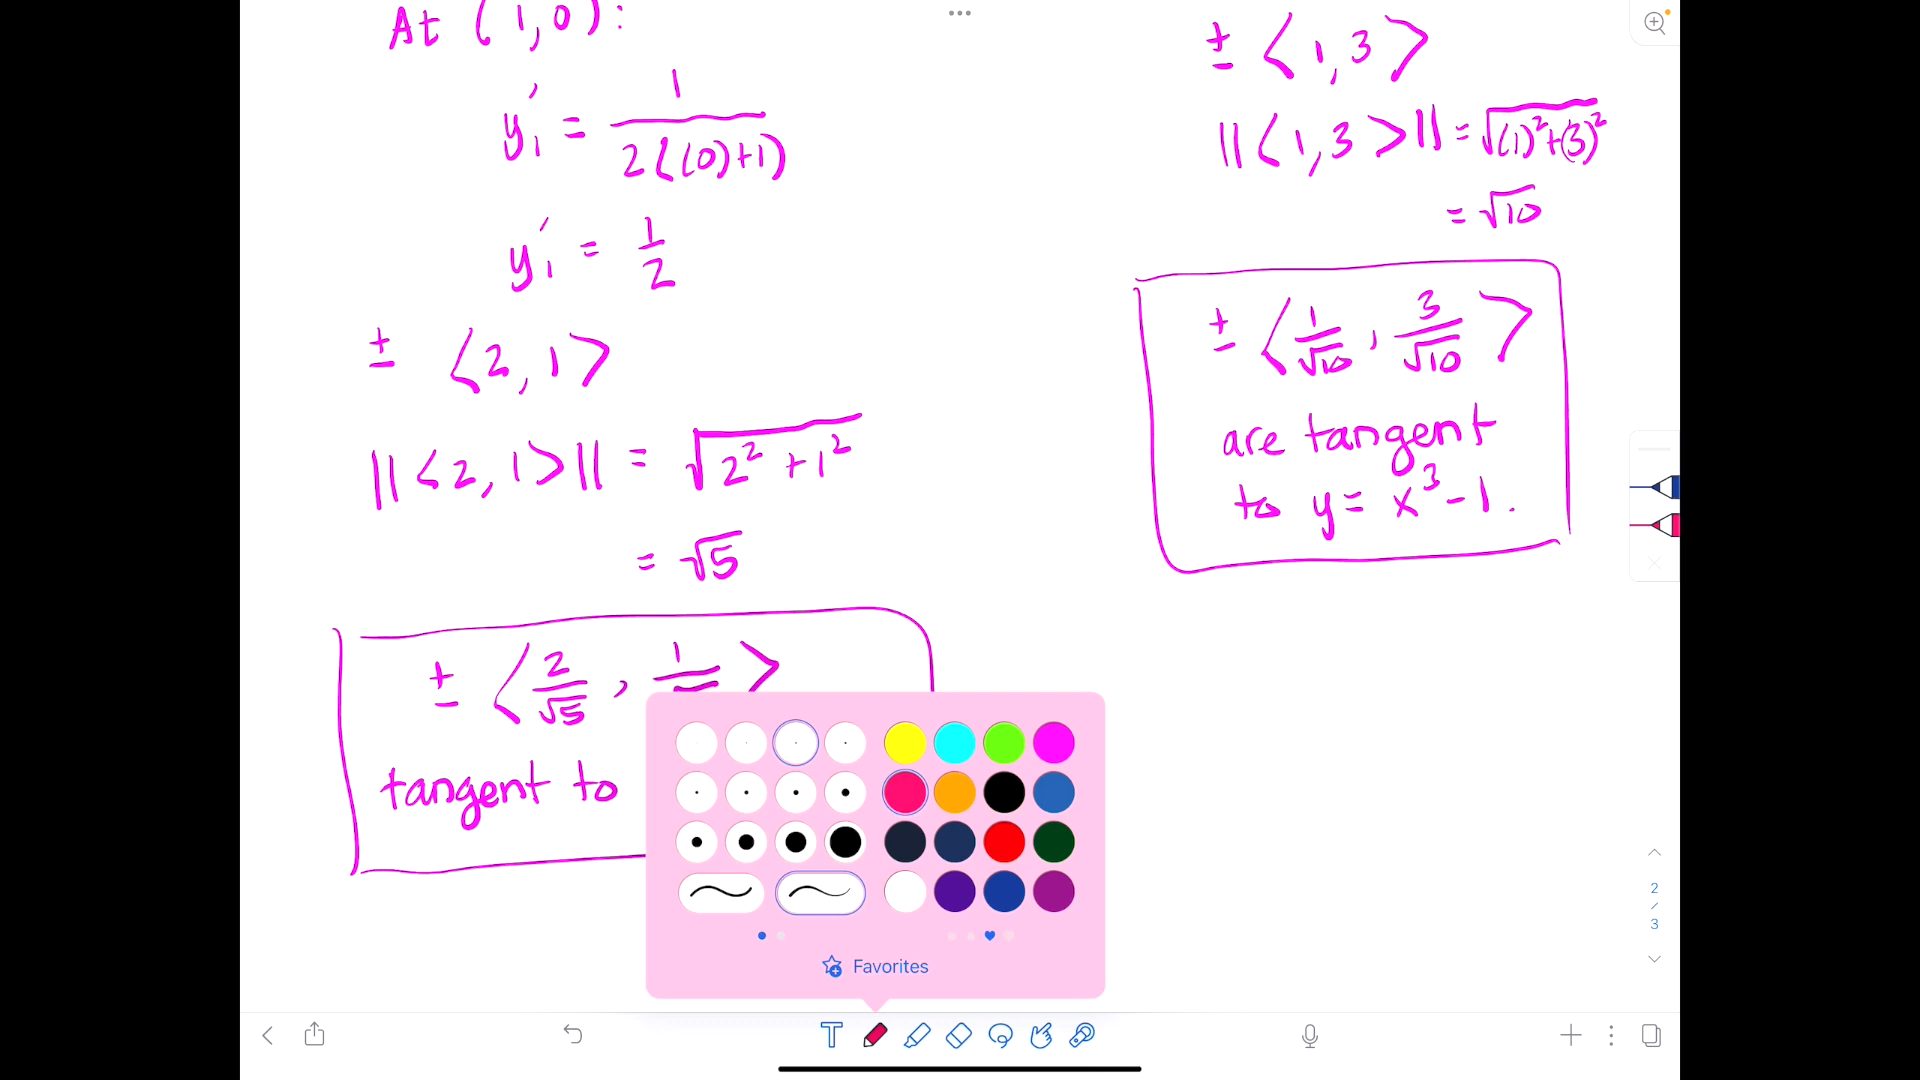 At (1,0):
y₁' = 1/(2((0)+1))
y₁' = 1/2
± <2,1>
||<2,1>|| = √(2² + 1²)
= √5
± <2/√5, 1/
tangent to
± <1,3>
||<1,3>|| = √((1)²+(3)²)
= √10
± <1/√10, 3/√10>
are tangent
to y = x³-1.
2
/
3
Favorites
T